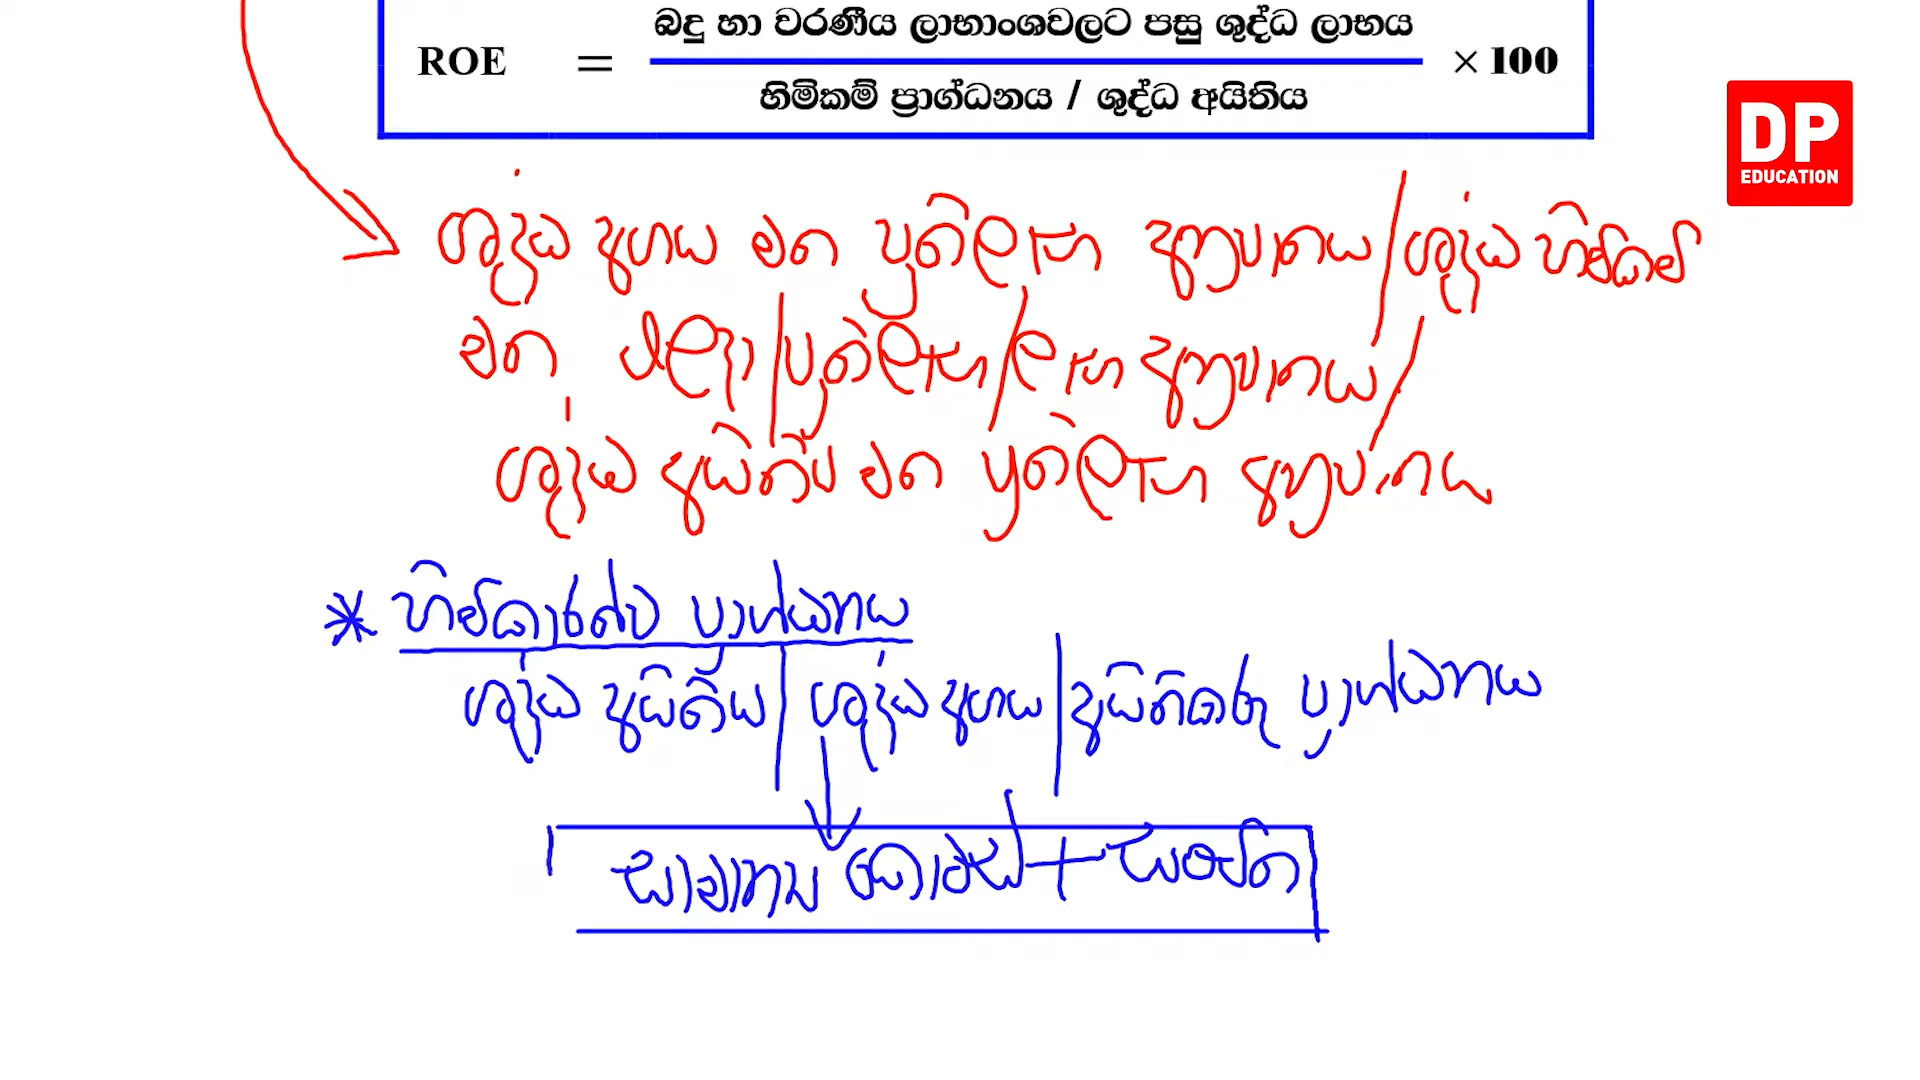 බදු හා වරණීය ලාභාංශවලට පසු ශුද්ධ ලාභය
ROE = × 100
හිමිකම් ප්‍රාග්ධනය / ශුද්ධ අයිතිය
DP
EDUCATION
ශුද්ධ අගය මත ප්‍රතිලාභ අනුපාතය / ශුද්ධ හිමිකම්
මත ඵලදා / ප්‍රතිලාභ / ලාභ අනුපාතය /
ශුද්ධ අයිතිය මත ප්‍රතිලාභ අනුපාතය
* හිමිකාරත්ව ප්‍රාග්ධනය
ශුද්ධ අයිතිය / ශුද්ධ අගය / අයිතිකරු ප්‍රාග්ධනය
සාමාන්‍ය කොටස් + සංචිත